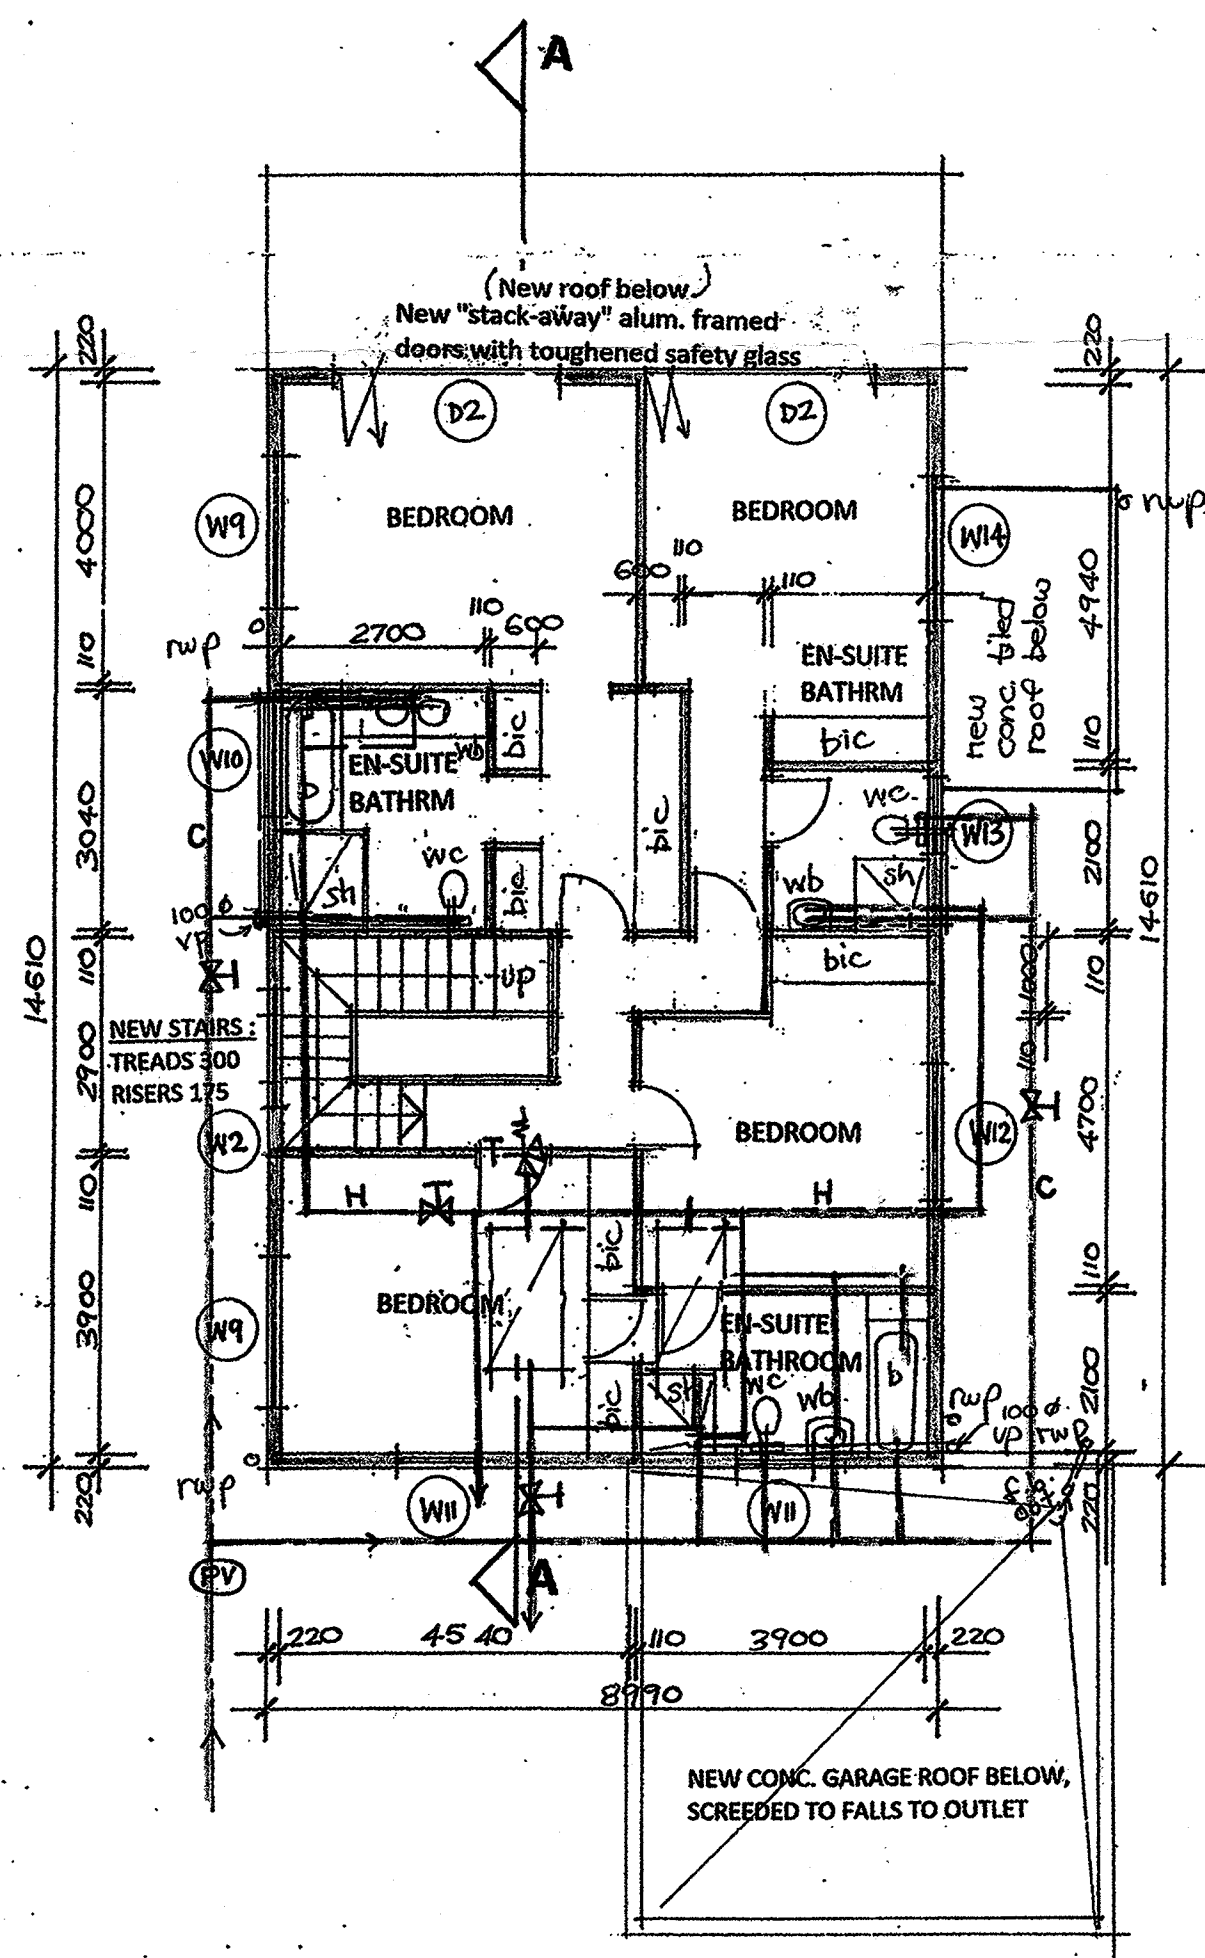 A
(New roof below)
New "stack-away" alum. framed
doors with toughened safety glass
220
220
D2
D2
4000
W9
BEDROOM
BEDROOM
W14
rwp
110
600
110
4940
new
conc. tiled
roof below
110
600
rwp
2700
110
EN-SUITE
BATHRM
bic
110
W10
EN-SUITE
BATHRM
wb
bic
3040
C
bic
wc
W13
2100
wc
sh
bic
wb
sh
100 ø
vp
14610
14610
110
up
bic
1000
110
NEW STAIRS :
TREADS 300
RISERS 175
2900
110
W2
BEDROOM
4700
W12
H
H
C
110
bic
110
3900
W9
BEDROOM
EN-SUITE
BATHROOM
bic
sh
wc
wb
b
2100
rwp
100 ø
vp
rwp
220
rwp
220
W11
W11
PV
A
220
4540
110
3900
220
8990
NEW CONC. GARAGE ROOF BELOW,
SCREEDED TO FALLS TO OUTLET